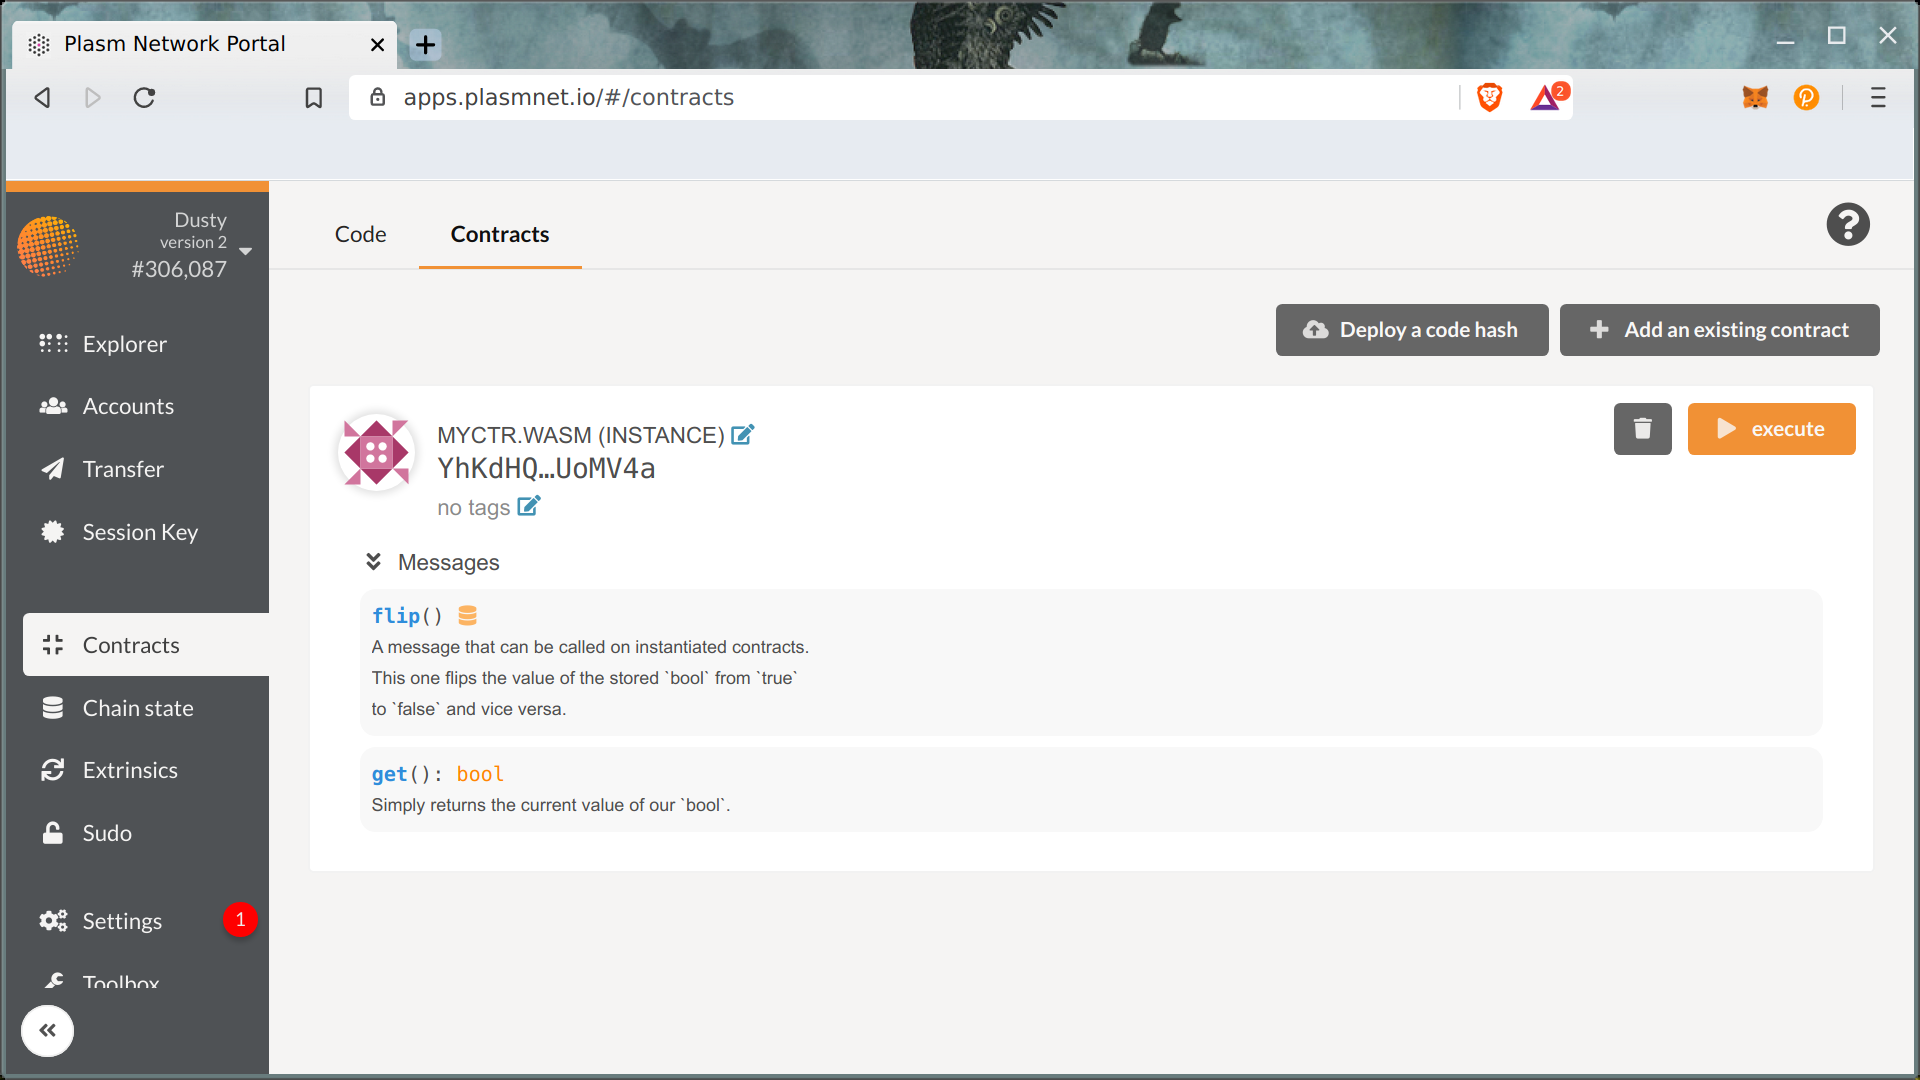 Plasm Network Portal
apps.plasmnet.io/#/contracts
2
Dusty
version 2
#306,087
Explorer
Accounts
Transfer
Session Key
Contracts
Chain state
Extrinsics
Sudo
Settings
1
Toolbox
Code
Contracts
Deploy a code hash
Add an existing contract
MYCTR.WASM (INSTANCE)
YhKdHQ…UoMV4a
no tags
execute
Messages
flip()
A message that can be called on instantiated contracts.
This one flips the value of the stored `bool` from `true`
to `false` and vice versa.
get(): bool
Simply returns the current value of our `bool`.